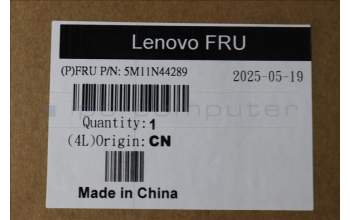 Lenovo FRU
(P)FRU P/N: 5M11N44289
2025-05-19
Quantity:1
(4L)Origin:CN
Made in China